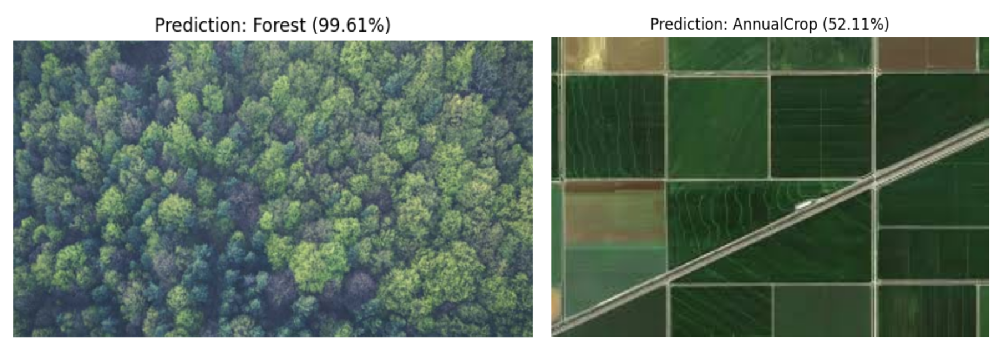 Prediction: Forest (99.61%)
Prediction: AnnualCrop (52.11%)